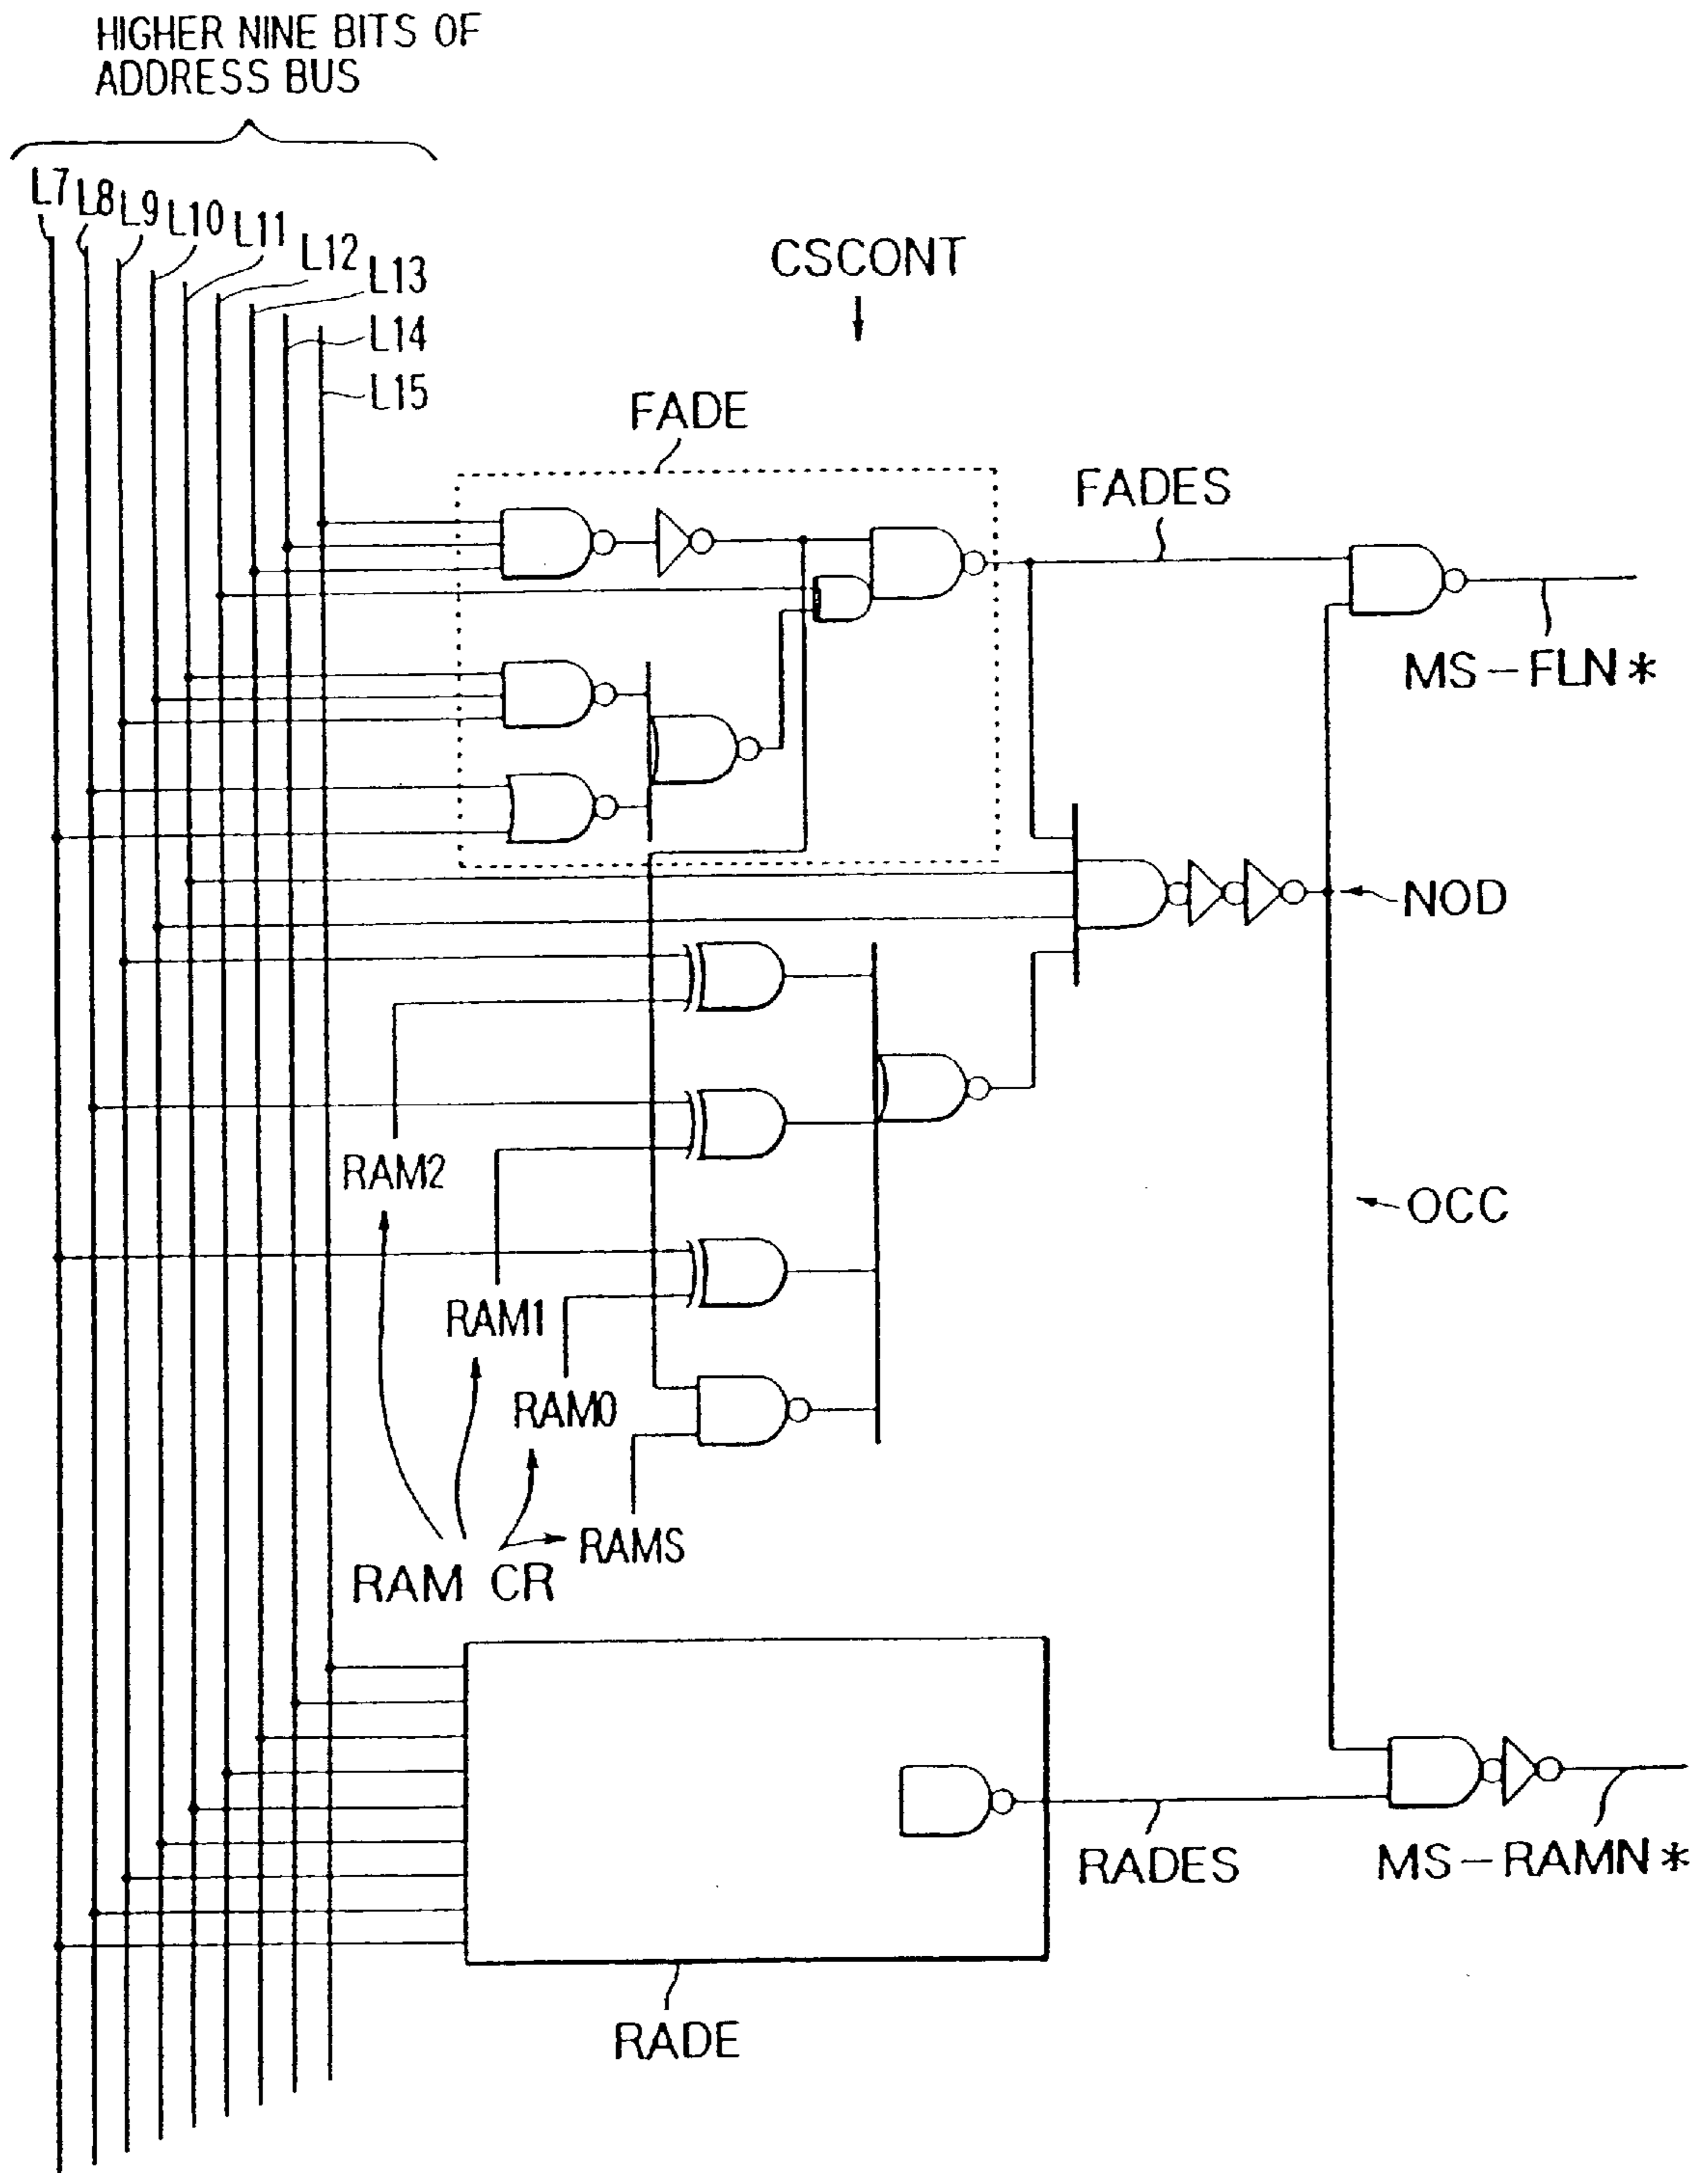 HIGHER NINE BITS OF
ADDRESS BUS
L7
L8
L9
L10
L11
L12
L13
L14
L15
CSCONT
FADE
FADES
MS-FLN*
NOD
RAM2
OCC
RAM1
RAM0
RAMS
RAM CR
RADES
MS-RAMN*
RADE